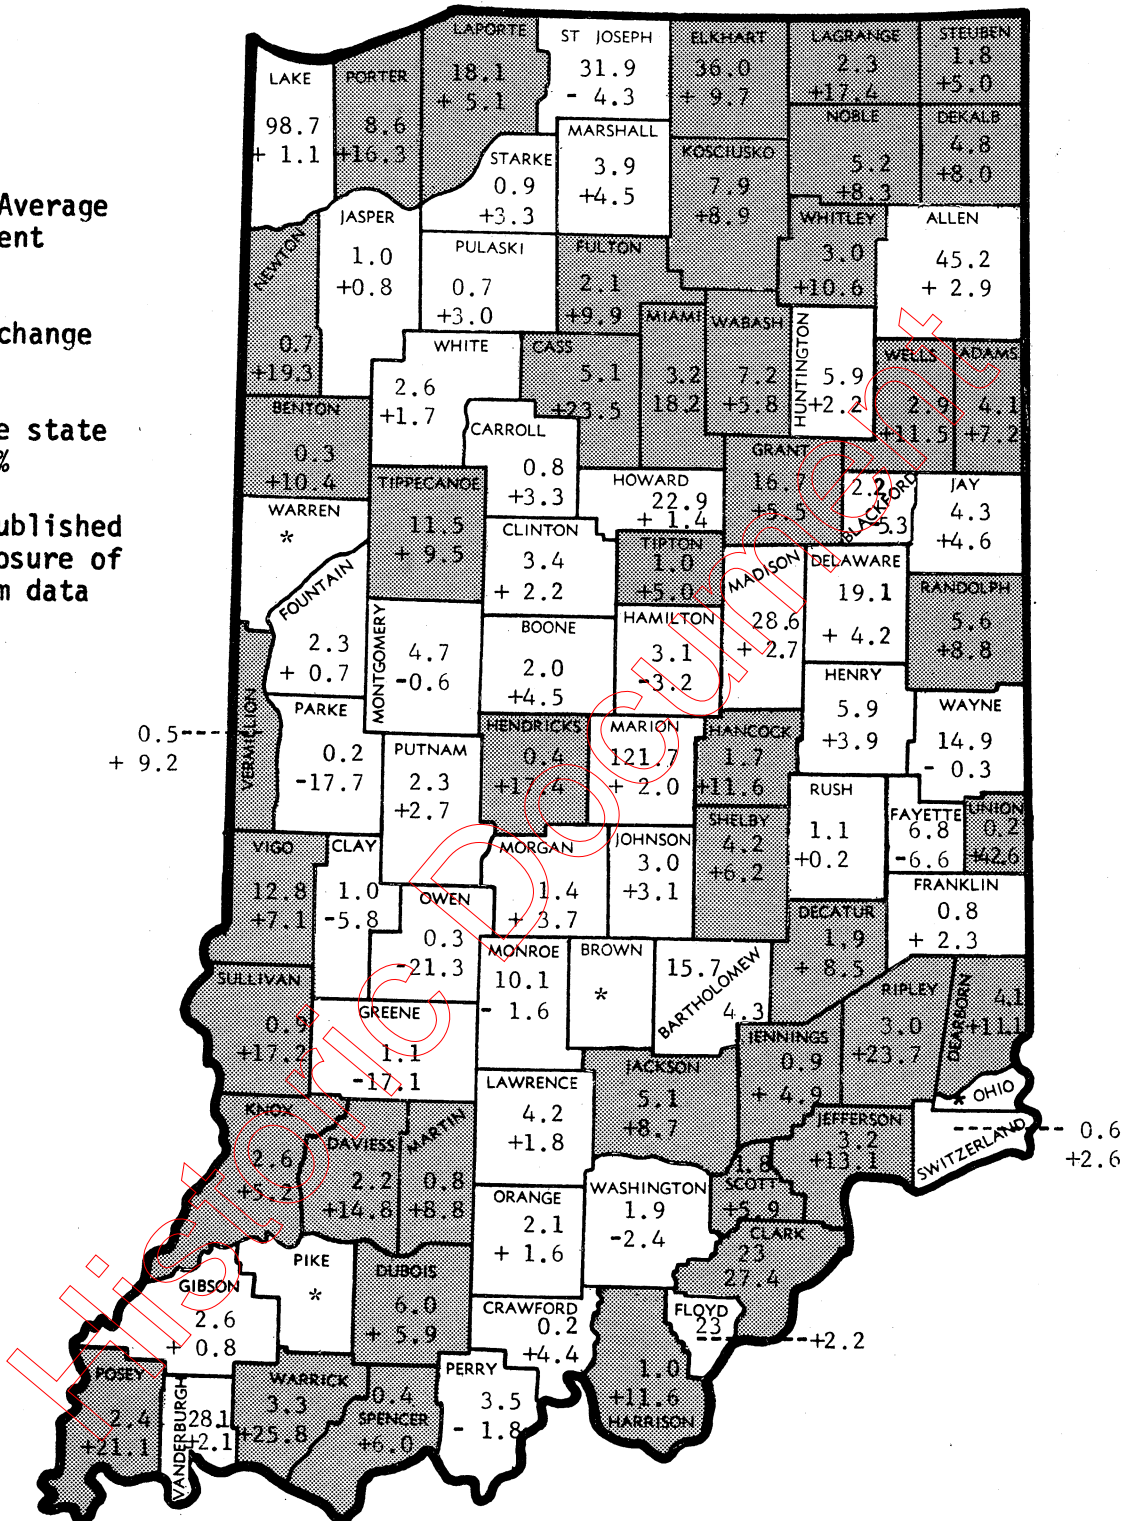 Average
ent
change
e state
%
ublished
osure of
m data
LAKE
98.7
+ 1.1
PORTER
8.6
+16.3
LAPORTE
18.1
+ 5.1
ST JOSEPH
31.9
- 4.3
ELKHART
36.0
+ 9.7
LAGRANGE
2.3
+17.4
STEUBEN
1.8
+5.0
NOBLE
5.2
+8.3
DEKALB
4.8
+8.0
MARSHALL
3.9
+4.5
STARKE
0.9
+3.3
KOSCIUSKO
7.9
+8.9
WHITLEY
3.0
+10.6
ALLEN
45.2
+ 2.9
NEWTON
0.7
+19.3
JASPER
1.0
+0.8
PULASKI
0.7
+3.0
FULTON
2.1
+9.9
MIAMI
3.2
18.2
WABASH
7.2
+5.8
HUNTINGTON
5.9
+2.2
WELLS
2.9
+11.5
ADAMS
4.1
+7.2
WHITE
2.6
+1.7
CASS
5.1
+23.5
BENTON
0.3
+10.4
CARROLL
0.8
+3.3
GRANT
16.7
+5.5
BLACKFORD
2.2
5.3
JAY
4.3
+4.6
HOWARD
22.9
+ 1.4
TIPPECANOE
11.5
+ 9.5
WARREN
*
CLINTON
3.4
+ 2.2
TIPTON
1.0
+5.0
MADISON
28.6
+ 2.7
DELAWARE
19.1
+ 4.2
RANDOLPH
5.6
+8.8
FOUNTAIN
2.3
+ 0.7
MONTGOMERY
4.7
-0.6
BOONE
2.0
+4.5
HAMILTON
3.1
-3.2
HENRY
5.9
+3.9
WAYNE
14.9
- 0.3
VERMILLION
0.5
+ 9.2
PARKE
0.2
-17.7
PUTNAM
2.3
+2.7
HENDRICKS
0.4
+17.4
MARION
121.7
+ 2.0
HANCOCK
1.7
+11.6
RUSH
1.1
+0.2
FAYETTE
6.8
-6.6
UNION
0.2
+42.6
SHELBY
4.2
+6.2
VIGO
12.8
+7.1
CLAY
1.0
-5.8
OWEN
0.3
-21.3
MORGAN
1.4
+ 3.7
JOHNSON
3.0
+3.1
FRANKLIN
0.8
+ 2.3
DECATUR
1.9
+ 8.5
MONROE
10.1
- 1.6
BROWN
*
BARTHOLOMEW
15.7
4.3
SULLIVAN
0.9
+17.2
GREENE
1.1
-17.1
RIPLEY
3.0
+23.7
DEARBORN
4.1
+11.1
JENNINGS
0.9
+ 4.9
JACKSON
5.1
+8.7
LAWRENCE
4.2
+1.8
OHIO
*
SWITZERLAND
0.6
+2.6
JEFFERSON
3.2
+13.1
KNOX
2.6
+5.2
DAVIESS
2.2
+14.8
MARTIN
0.8
+8.8
SCOTT
1.8
+5.9
WASHINGTON
1.9
-2.4
ORANGE
2.1
+ 1.6
CLARK
23
27.4
FLOYD
23
+2.2
GIBSON
2.6
+ 0.8
PIKE
*
DUBOIS
6.0
+ 5.9
CRAWFORD
0.2
+4.4
HARRISON
1.0
+11.6
POSEY
2.4
+21.1
VANDERBURGH
28.1
+2.1
WARRICK
3.3
+25.8
SPENCER
0.4
+6.0
PERRY
3.5
- 1.8
Historic Document